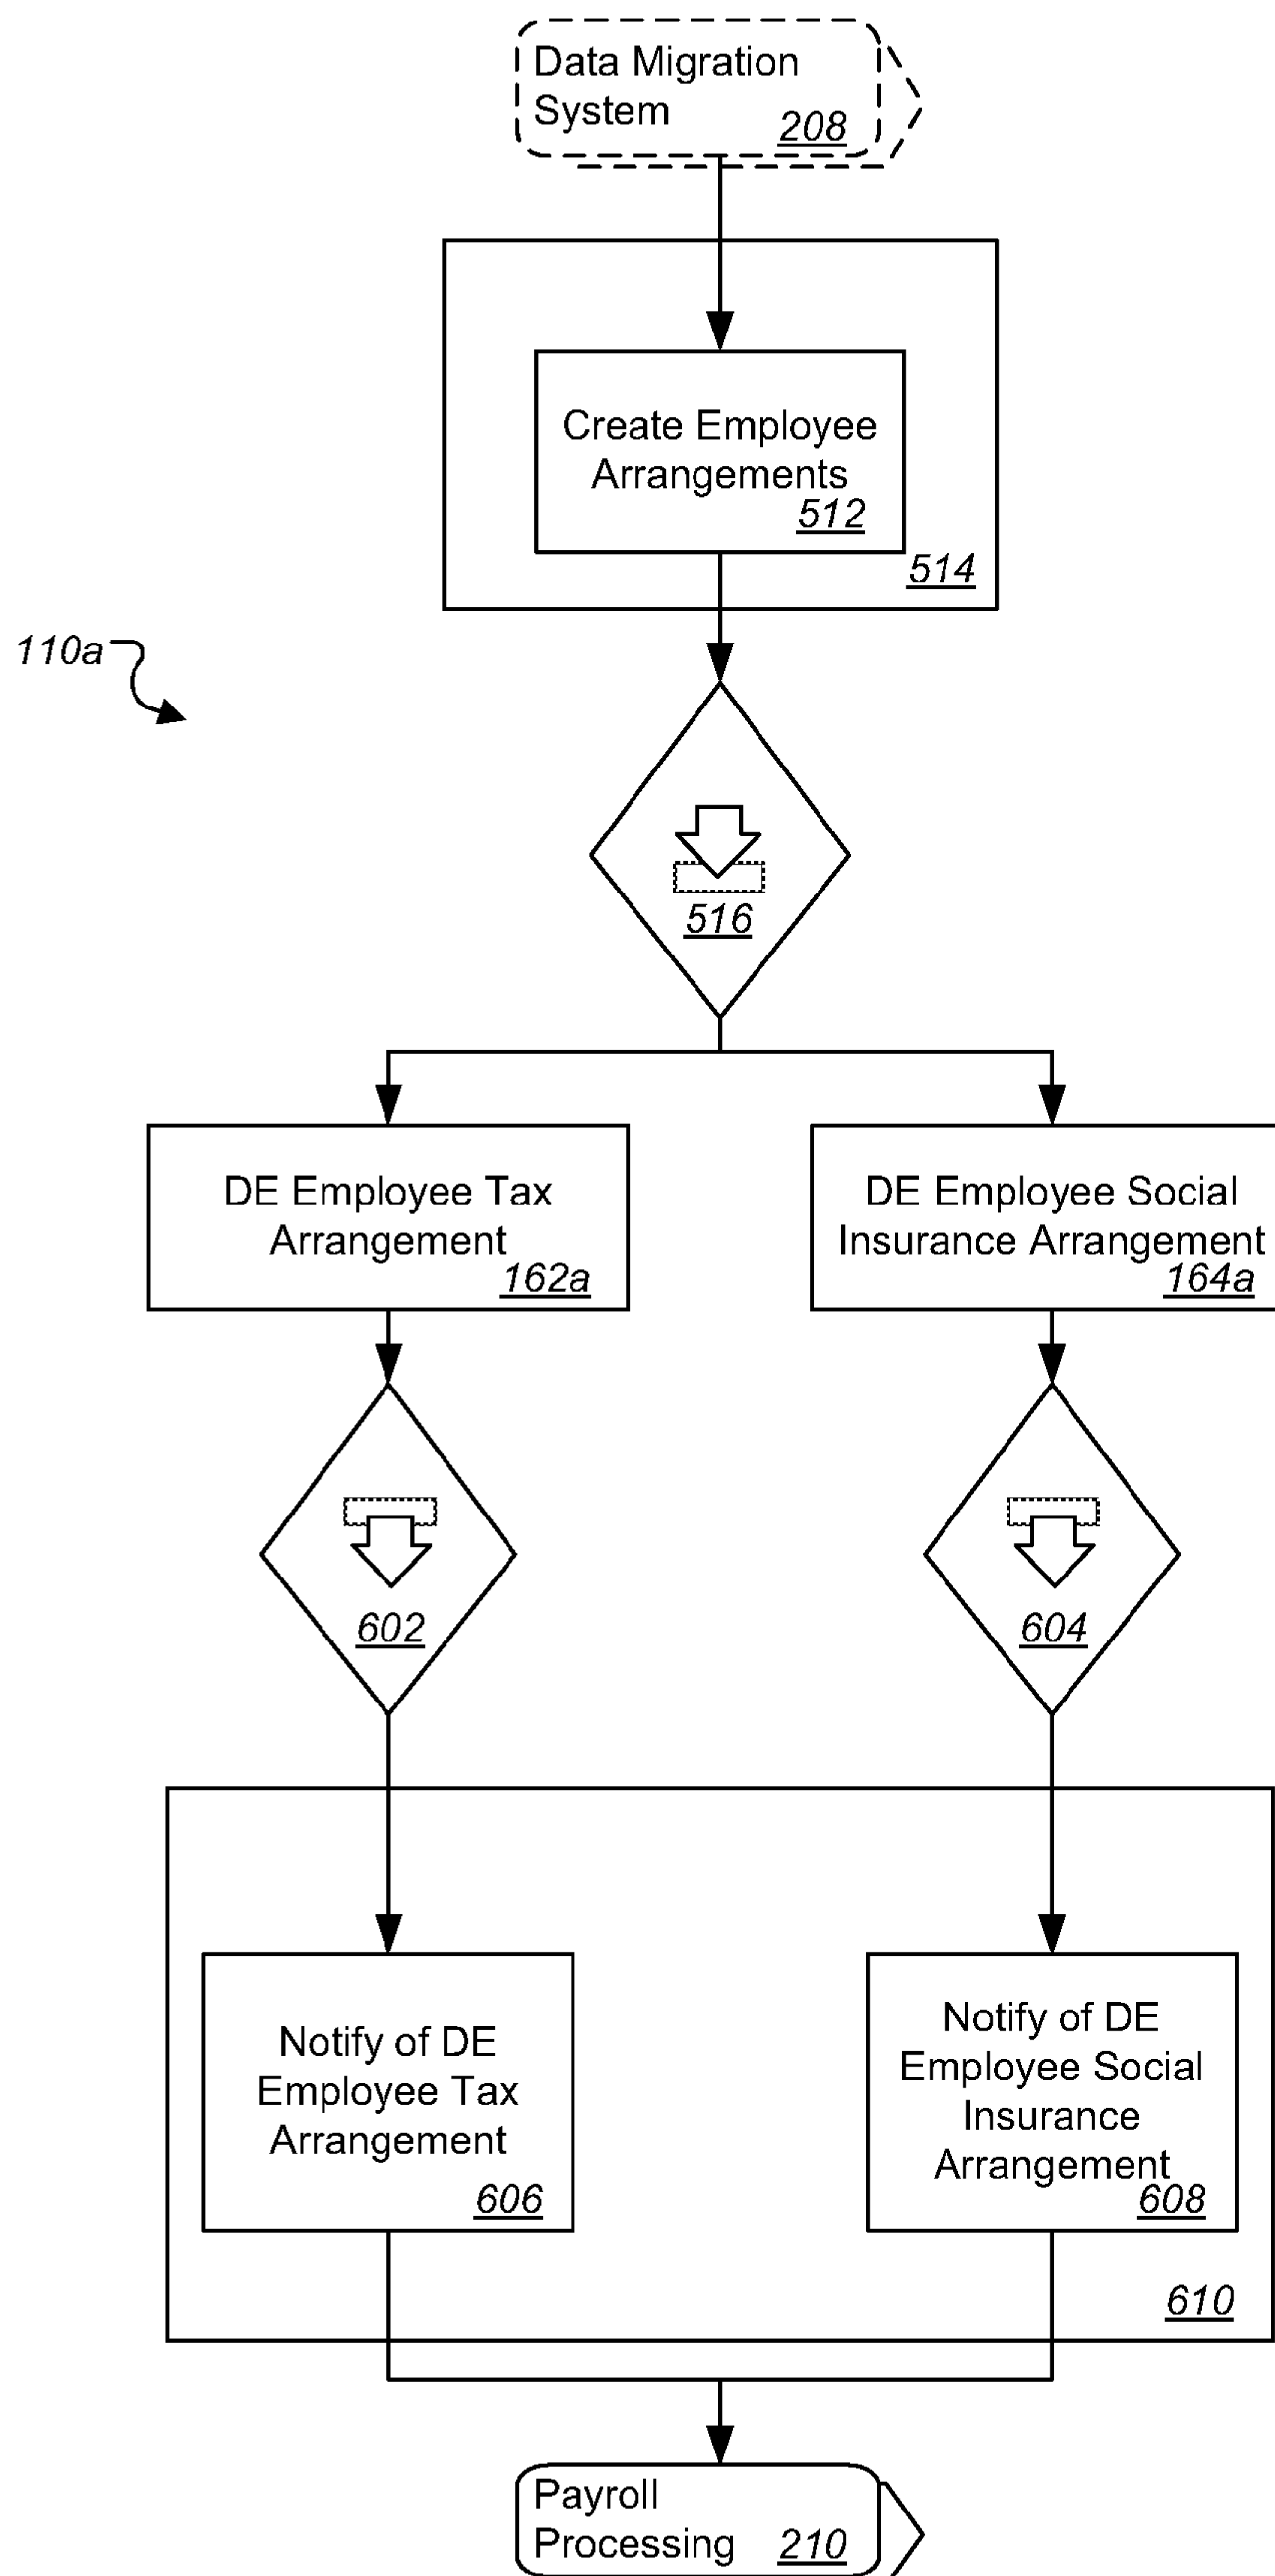 Data Migration
System 208
Create Employee
Arrangements
512
514
110a
516
DE Employee Tax
Arrangement
162a
DE Employee Social
Insurance Arrangement
164a
602
604
Notify of DE
Employee Tax
Arrangement
606
Notify of DE
Employee Social
Insurance
Arrangement
608
610
Payroll
Processing 210